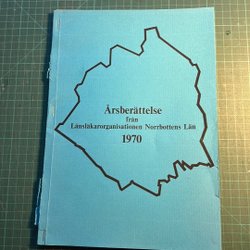 Årsberättelse
från
Länsläkarorganisationen Norrbottens Län
1970